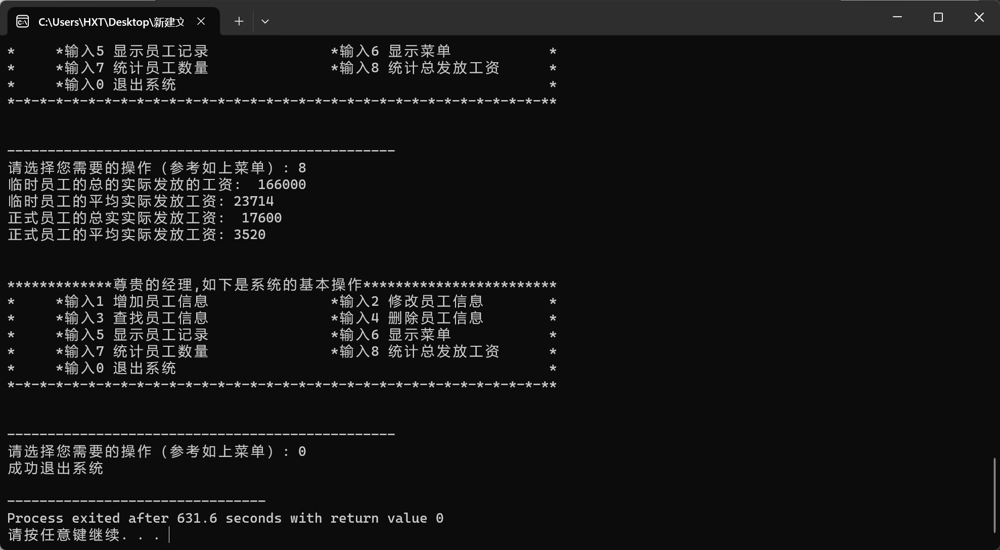 C:\Users\HXT\Desktop\新建文
*     *输入5 显示员工记录               *输入6 显示菜单            *
*     *输入7 统计员工数量               *输入8 统计总发放工资      *
*     *输入0 退出系统                                              *
*-*-*-*-*-*-*-*-*-*-*-*-*-*-*-*-*-*-*-*-*-*-*-*-*-*-*-*-*-*-*-*-*-**
------------------------------------------------
请选择您需要的操作（参考如上菜单）: 8
临时员工的总的实际发放的工资:  166000
临时员工的平均实际发放工资: 23714
正式员工的总实实际发放工资:  17600
正式员工的平均实际发放工资: 3520
*************尊贵的经理,如下是系统的基本操作************************
*     *输入1 增加员工信息               *输入2 修改员工信息        *
*     *输入3 查找员工信息               *输入4 删除员工信息        *
*     *输入5 显示员工记录               *输入6 显示菜单            *
*     *输入7 统计员工数量               *输入8 统计总发放工资      *
*     *输入0 退出系统                                              *
*-*-*-*-*-*-*-*-*-*-*-*-*-*-*-*-*-*-*-*-*-*-*-*-*-*-*-*-*-*-*-*-*-**
------------------------------------------------
请选择您需要的操作（参考如上菜单）: 0
成功退出系统
--------------------------------
Process exited after 631.6 seconds with return value 0
请按任意键继续. . .